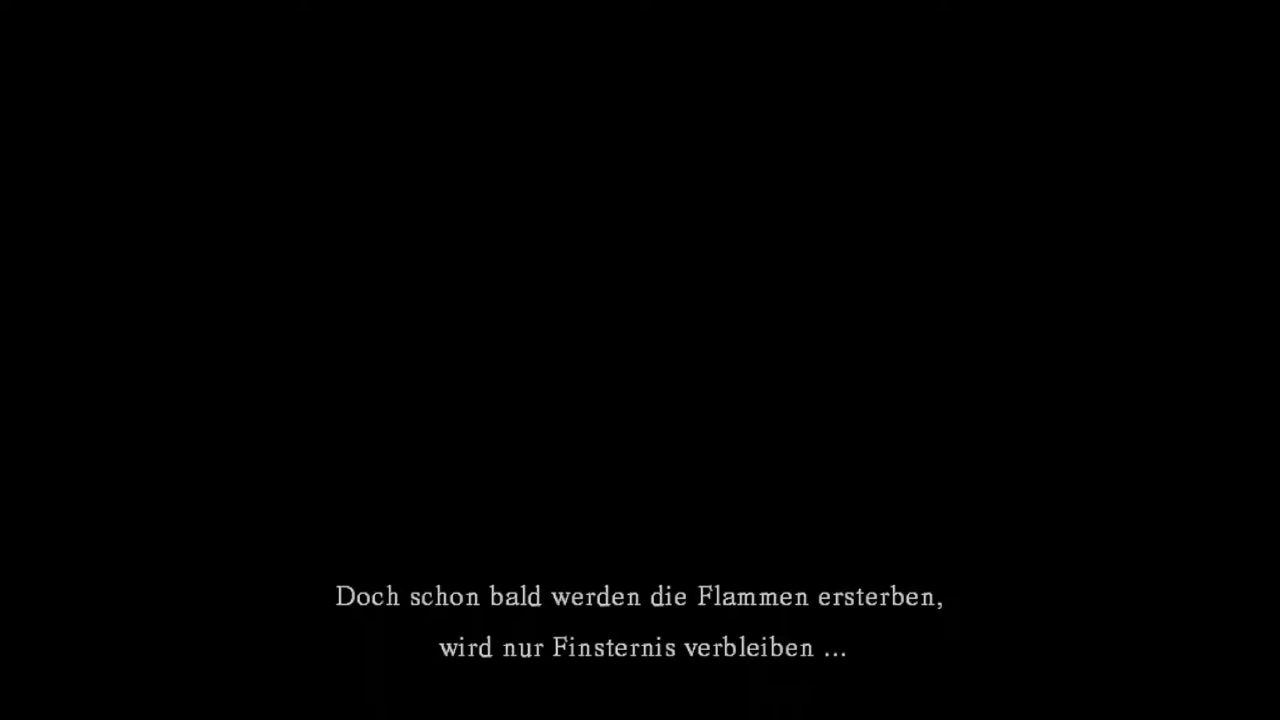 Doch schon bald werden die Flammen ersterben,
wird nur Finsternis verbleiben ...